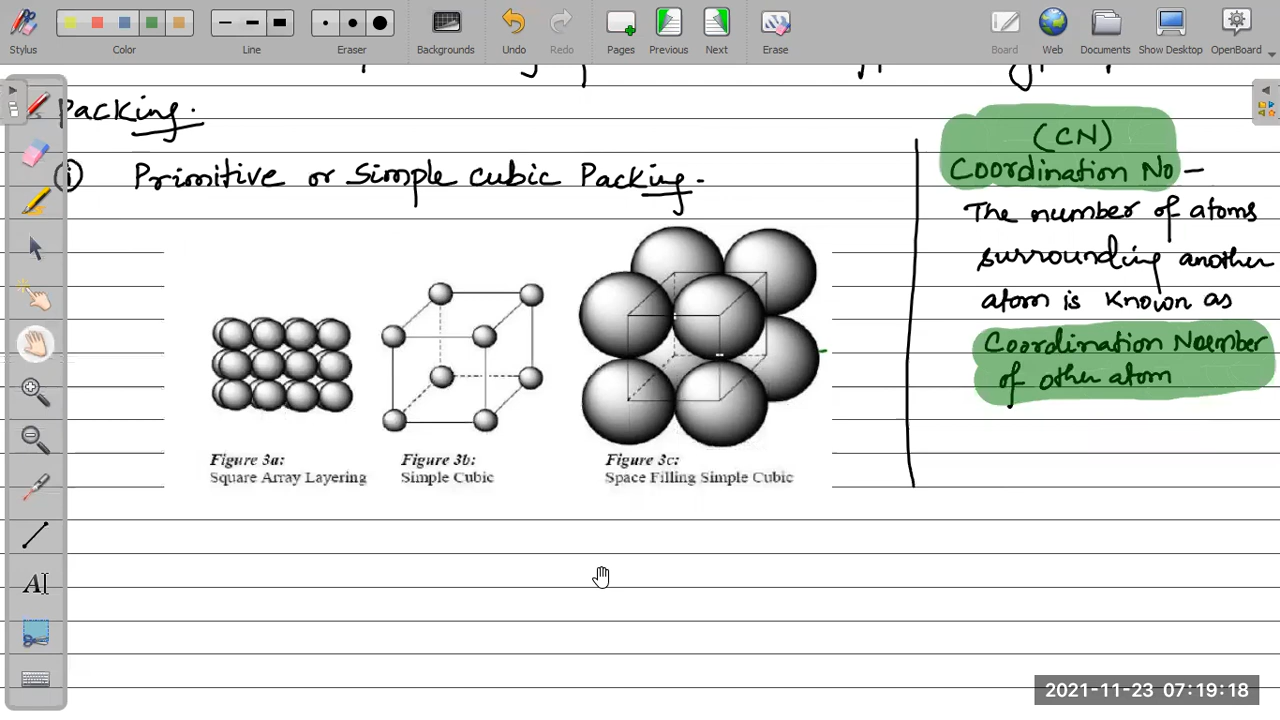 Stylus
Color
Line
Eraser
Backgrounds
Undo
Redo
Pages
Previous
Next
Erase
Board
Web
Documents
Show Desktop
OpenBoard
Packing.
(i) Primitive or Simple cubic Packing.
Figure 3a:
Square Array Layering
Figure 3b:
Simple Cubic
Figure 3c:
Space Filling Simple Cubic
(CN)
Coordination No —
The number of atoms
surrounding another
atom is known as
Coordination Number
of other atom
AI
2021-11-23 07:19:18